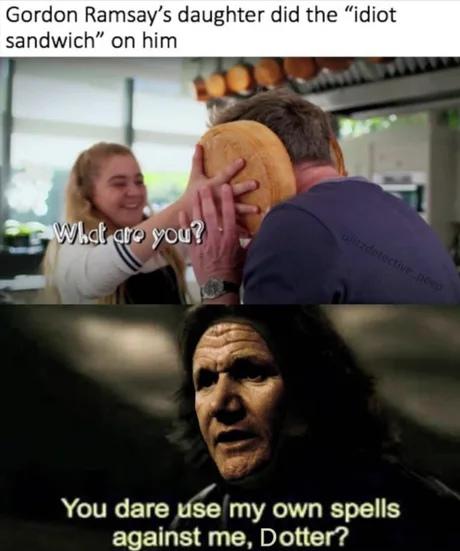 Gordon Ramsay's daughter did the “idiot
sandwich” on him
What are you?
You dare use my own spells
against me, Dotter?